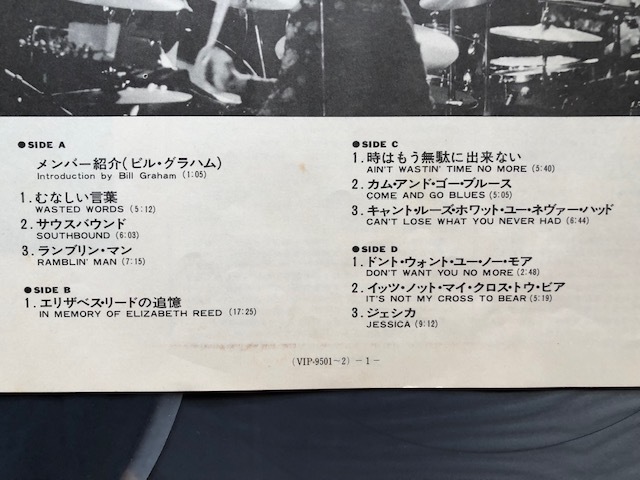 ●SIDE A
メンバー紹介(ビル・グラハム)
Introduction by Bill Graham (1:05)
1.むなしい言葉
WASTED WORDS (5:12)
2.サウスバウンド
SOUTHBOUND (6:03)
3.ランブリン・マン
RAMBLIN' MAN (7:15)
●SIDE B
1.エリザベス・リードの追憶
IN MEMORY OF ELIZABETH REED (17:25)
●SIDE C
1.時はもう無駄に出来ない
AIN'T WASTIN' TIME NO MORE (5:40)
2.カム・アンド・ゴー・ブルース
COME AND GO BLUES (5:05)
3.キャント・ルーズ・ホワット・ユー・ネヴァー・ハッド
CAN'T LOSE WHAT YOU NEVER HAD (6:44)
●SIDE D
1.ドント・ウォント・ユー・ノー・モア
DON'T WANT YOU NO MORE (2:48)
2.イッツ・ノット・マイ・クロス・トウ・ビア
IT'S NOT MY CROSS TO BEAR (5:19)
3.ジェシカ
JESSICA (9:12)
(VIP-9501~2) -1-